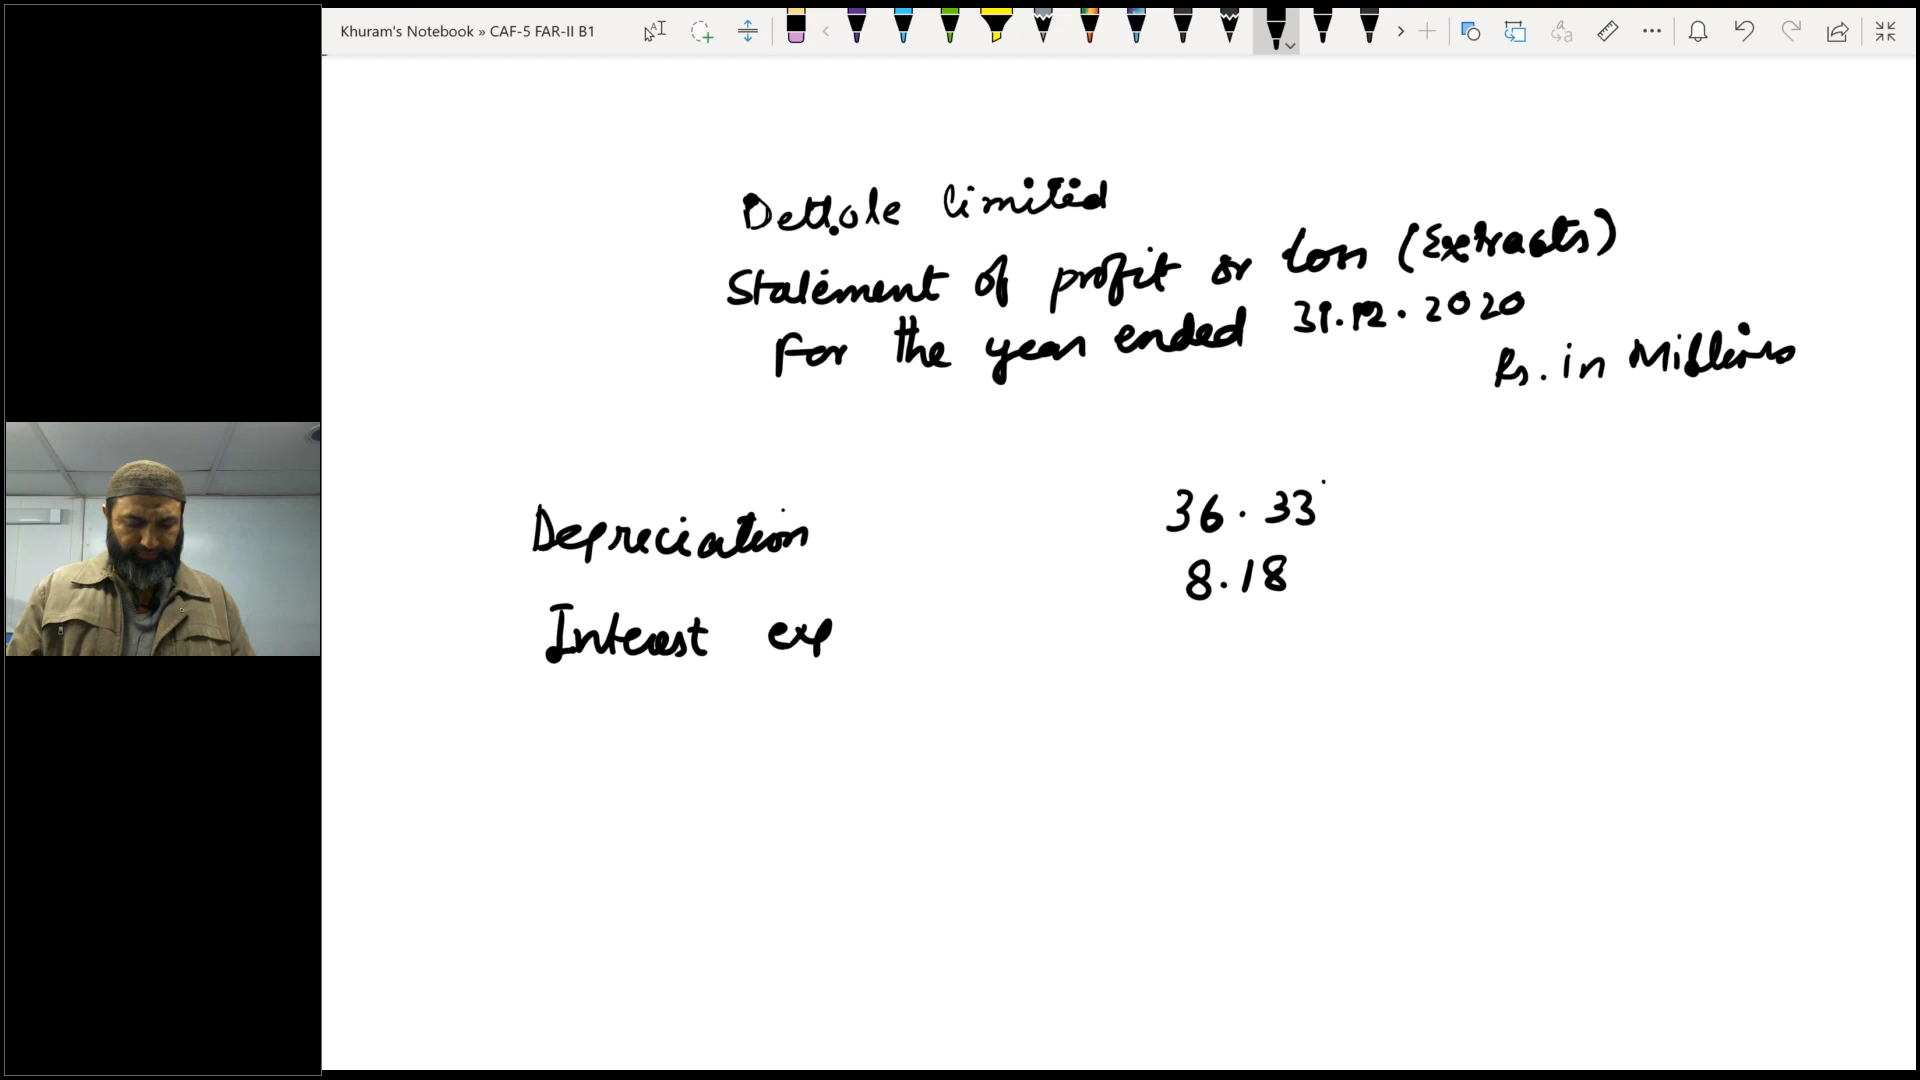 Khuram's Notebook » CAF-5 FAR-II B1
Dettole limited
Statement of profit or loss (Extracts)
For the year ended 31.12.2020
Rs. in Millions
Depreciation 36.33
8.18
Interest exp